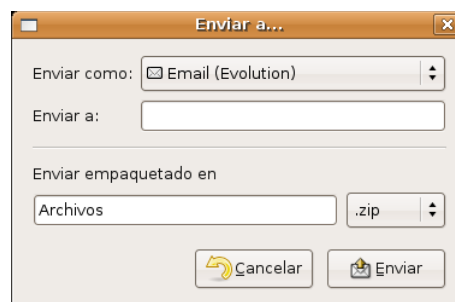 Enviar a...
Enviar como: Email (Evolution)
Enviar a:
Enviar empaquetado en
Archivos .zip
Cancelar Enviar